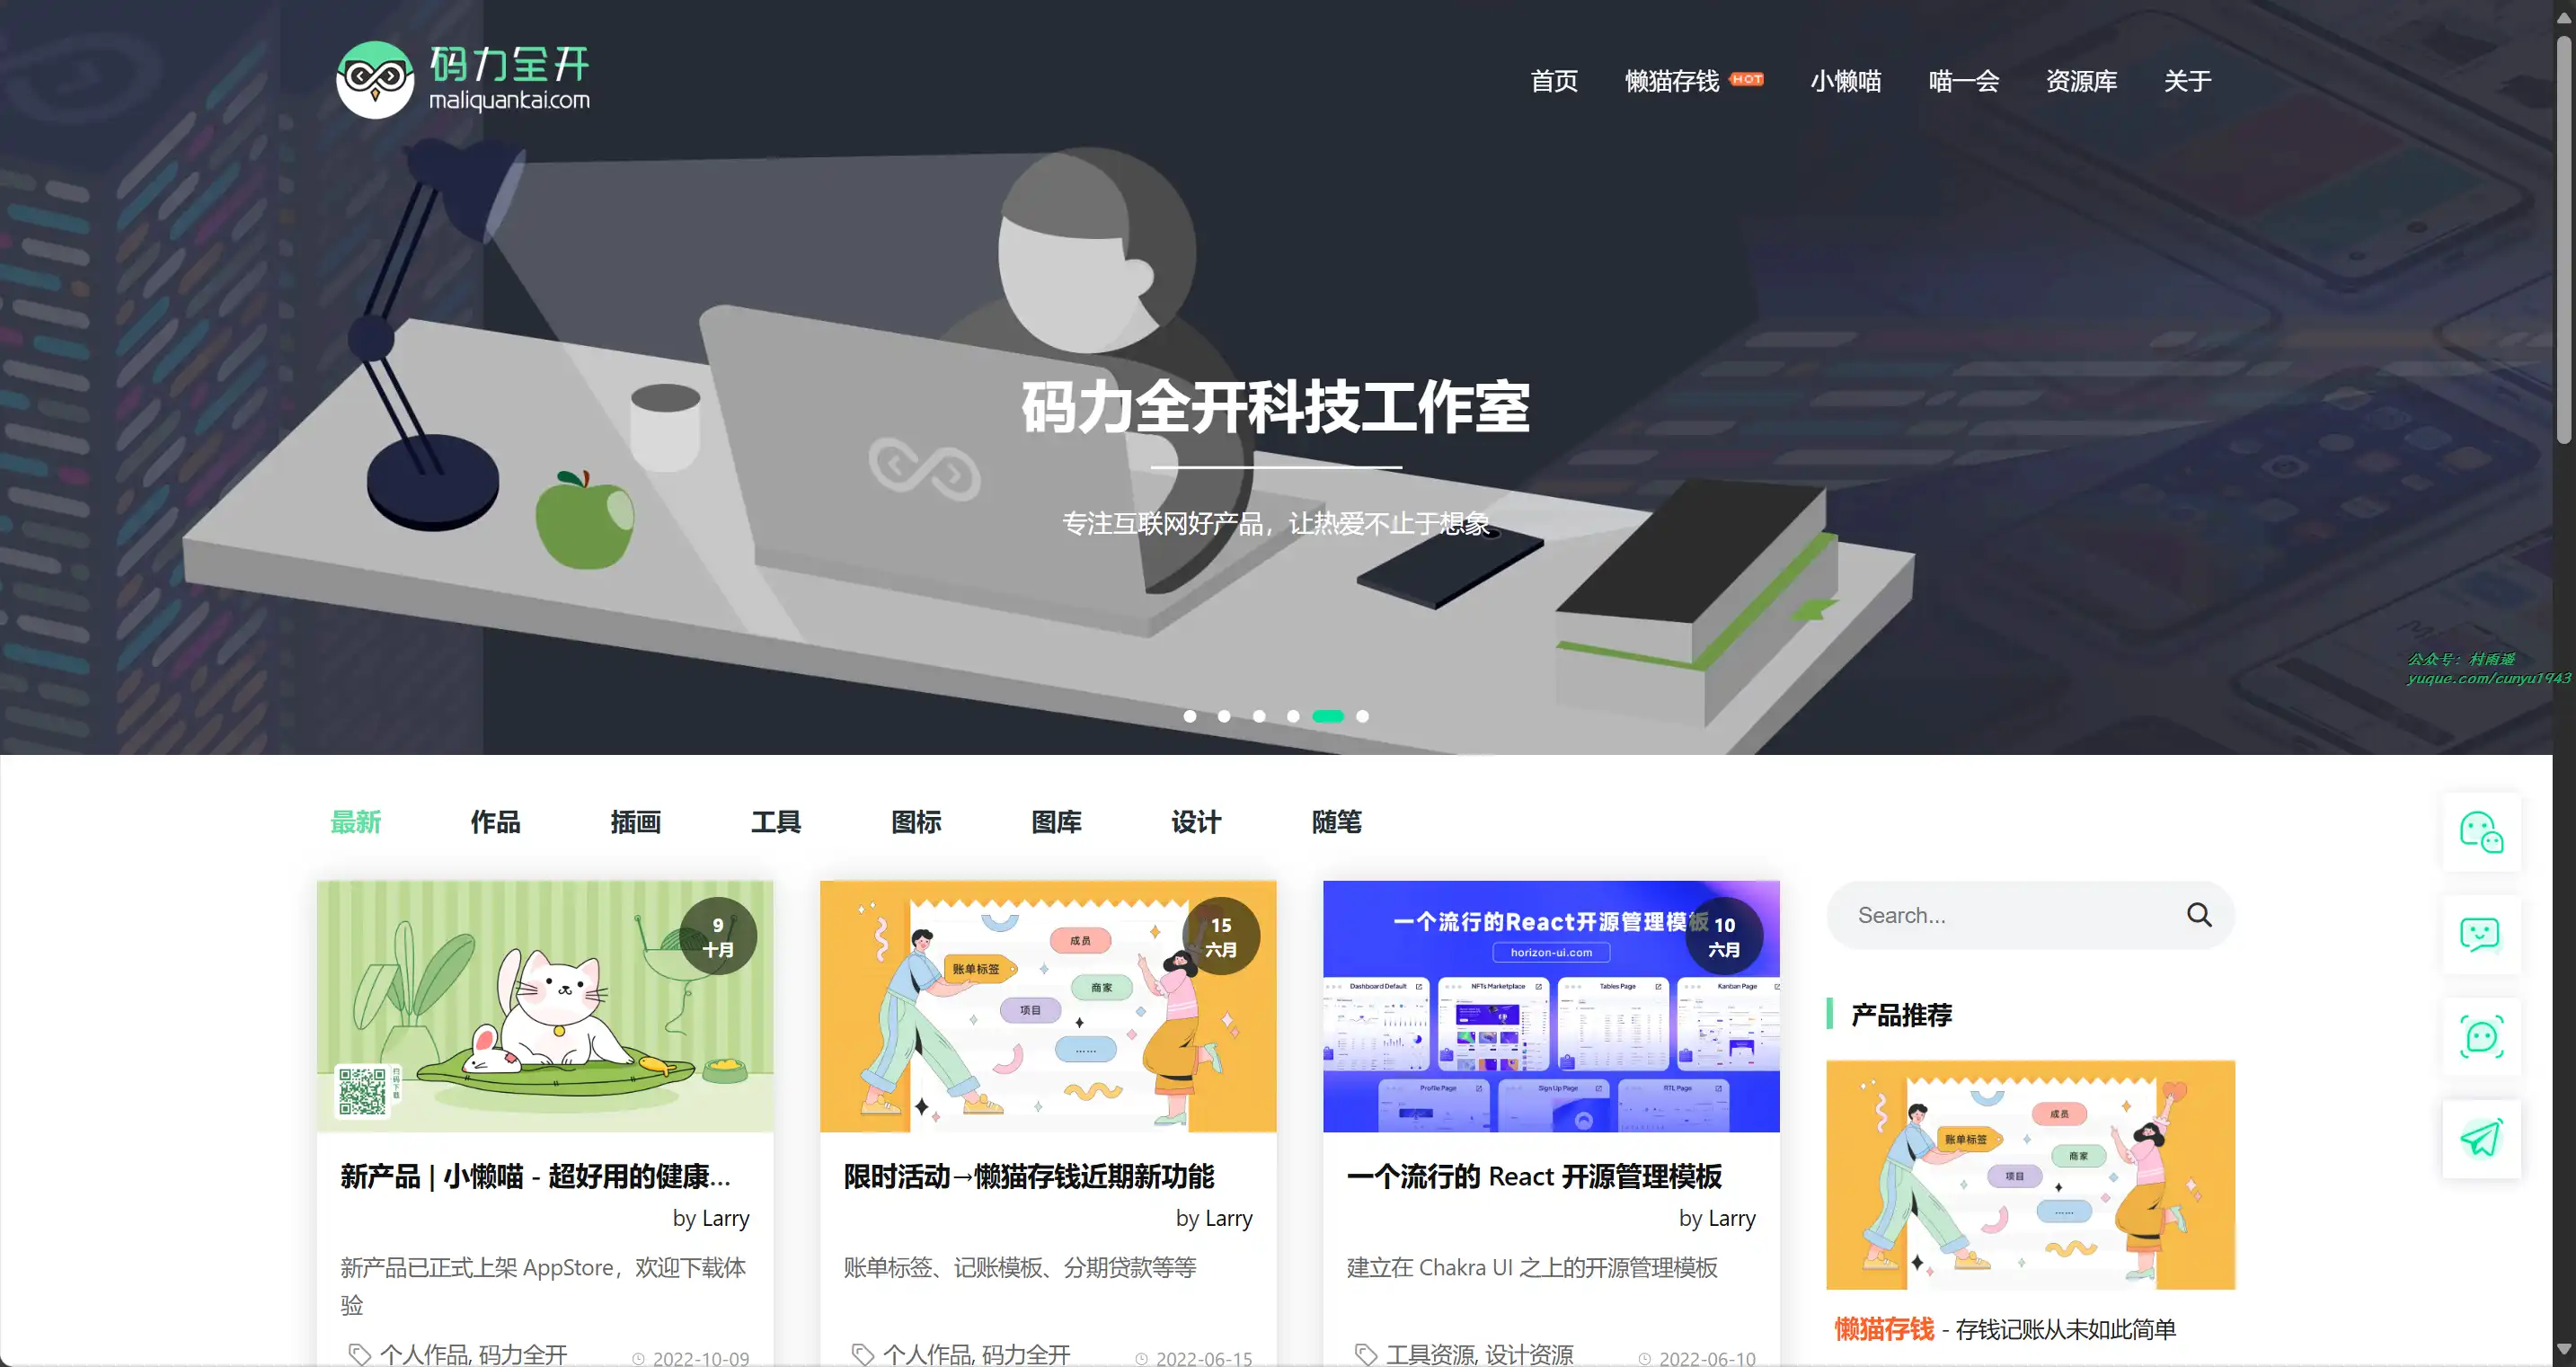 码力全开
maliquankai.com
首页 懒猫存钱 HOT 小懒喵 喵一会 资源库 关于
码力全开科技工作室
专注互联网好产品，让热爱不止于想象
公众号：村雨遥
yuque.com/cunyu1943
最新 作品 插画 工具 图标 图库 设计 随笔
9
十月
扫码下载
15
六月
成员
账单标签
商家
项目
......
一个流行的React开源管理模板
horizon-ui.com
10
六月
Dashboard Default
NFTs Marketplace
Tables Page
Kanban Page
Profile Page
Sign Up Page
RTL Page
Search...
产品推荐
成员
账单标签
商家
项目
......
新产品 | 小懒喵 - 超好用的健康...
by Larry
新产品已正式上架 AppStore，欢迎下载体
验
个人作品, 码力全开
2022-10-09
限时活动→懒猫存钱近期新功能
by Larry
账单标签、记账模板、分期贷款等等
个人作品, 码力全开
2022-06-15
一个流行的 React 开源管理模板
by Larry
建立在 Chakra UI 之上的开源管理模板
工具资源, 设计资源
2022-06-10
懒猫存钱 - 存钱记账从未如此简单